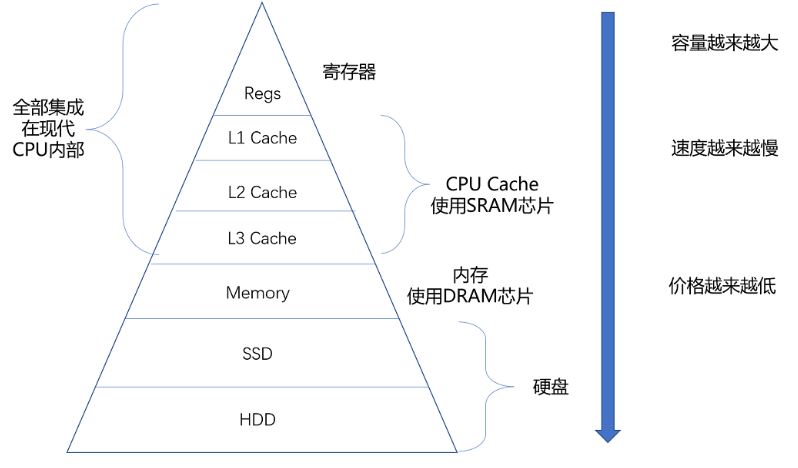 寄存器
Regs
全部集成
在现代
CPU内部
L1 Cache
L2 Cache
L3 Cache
CPU Cache
使用SRAM芯片
Memory
内存
使用DRAM芯片
SSD
HDD
硬盘
容量越来越大
速度越来越慢
价格越来越低